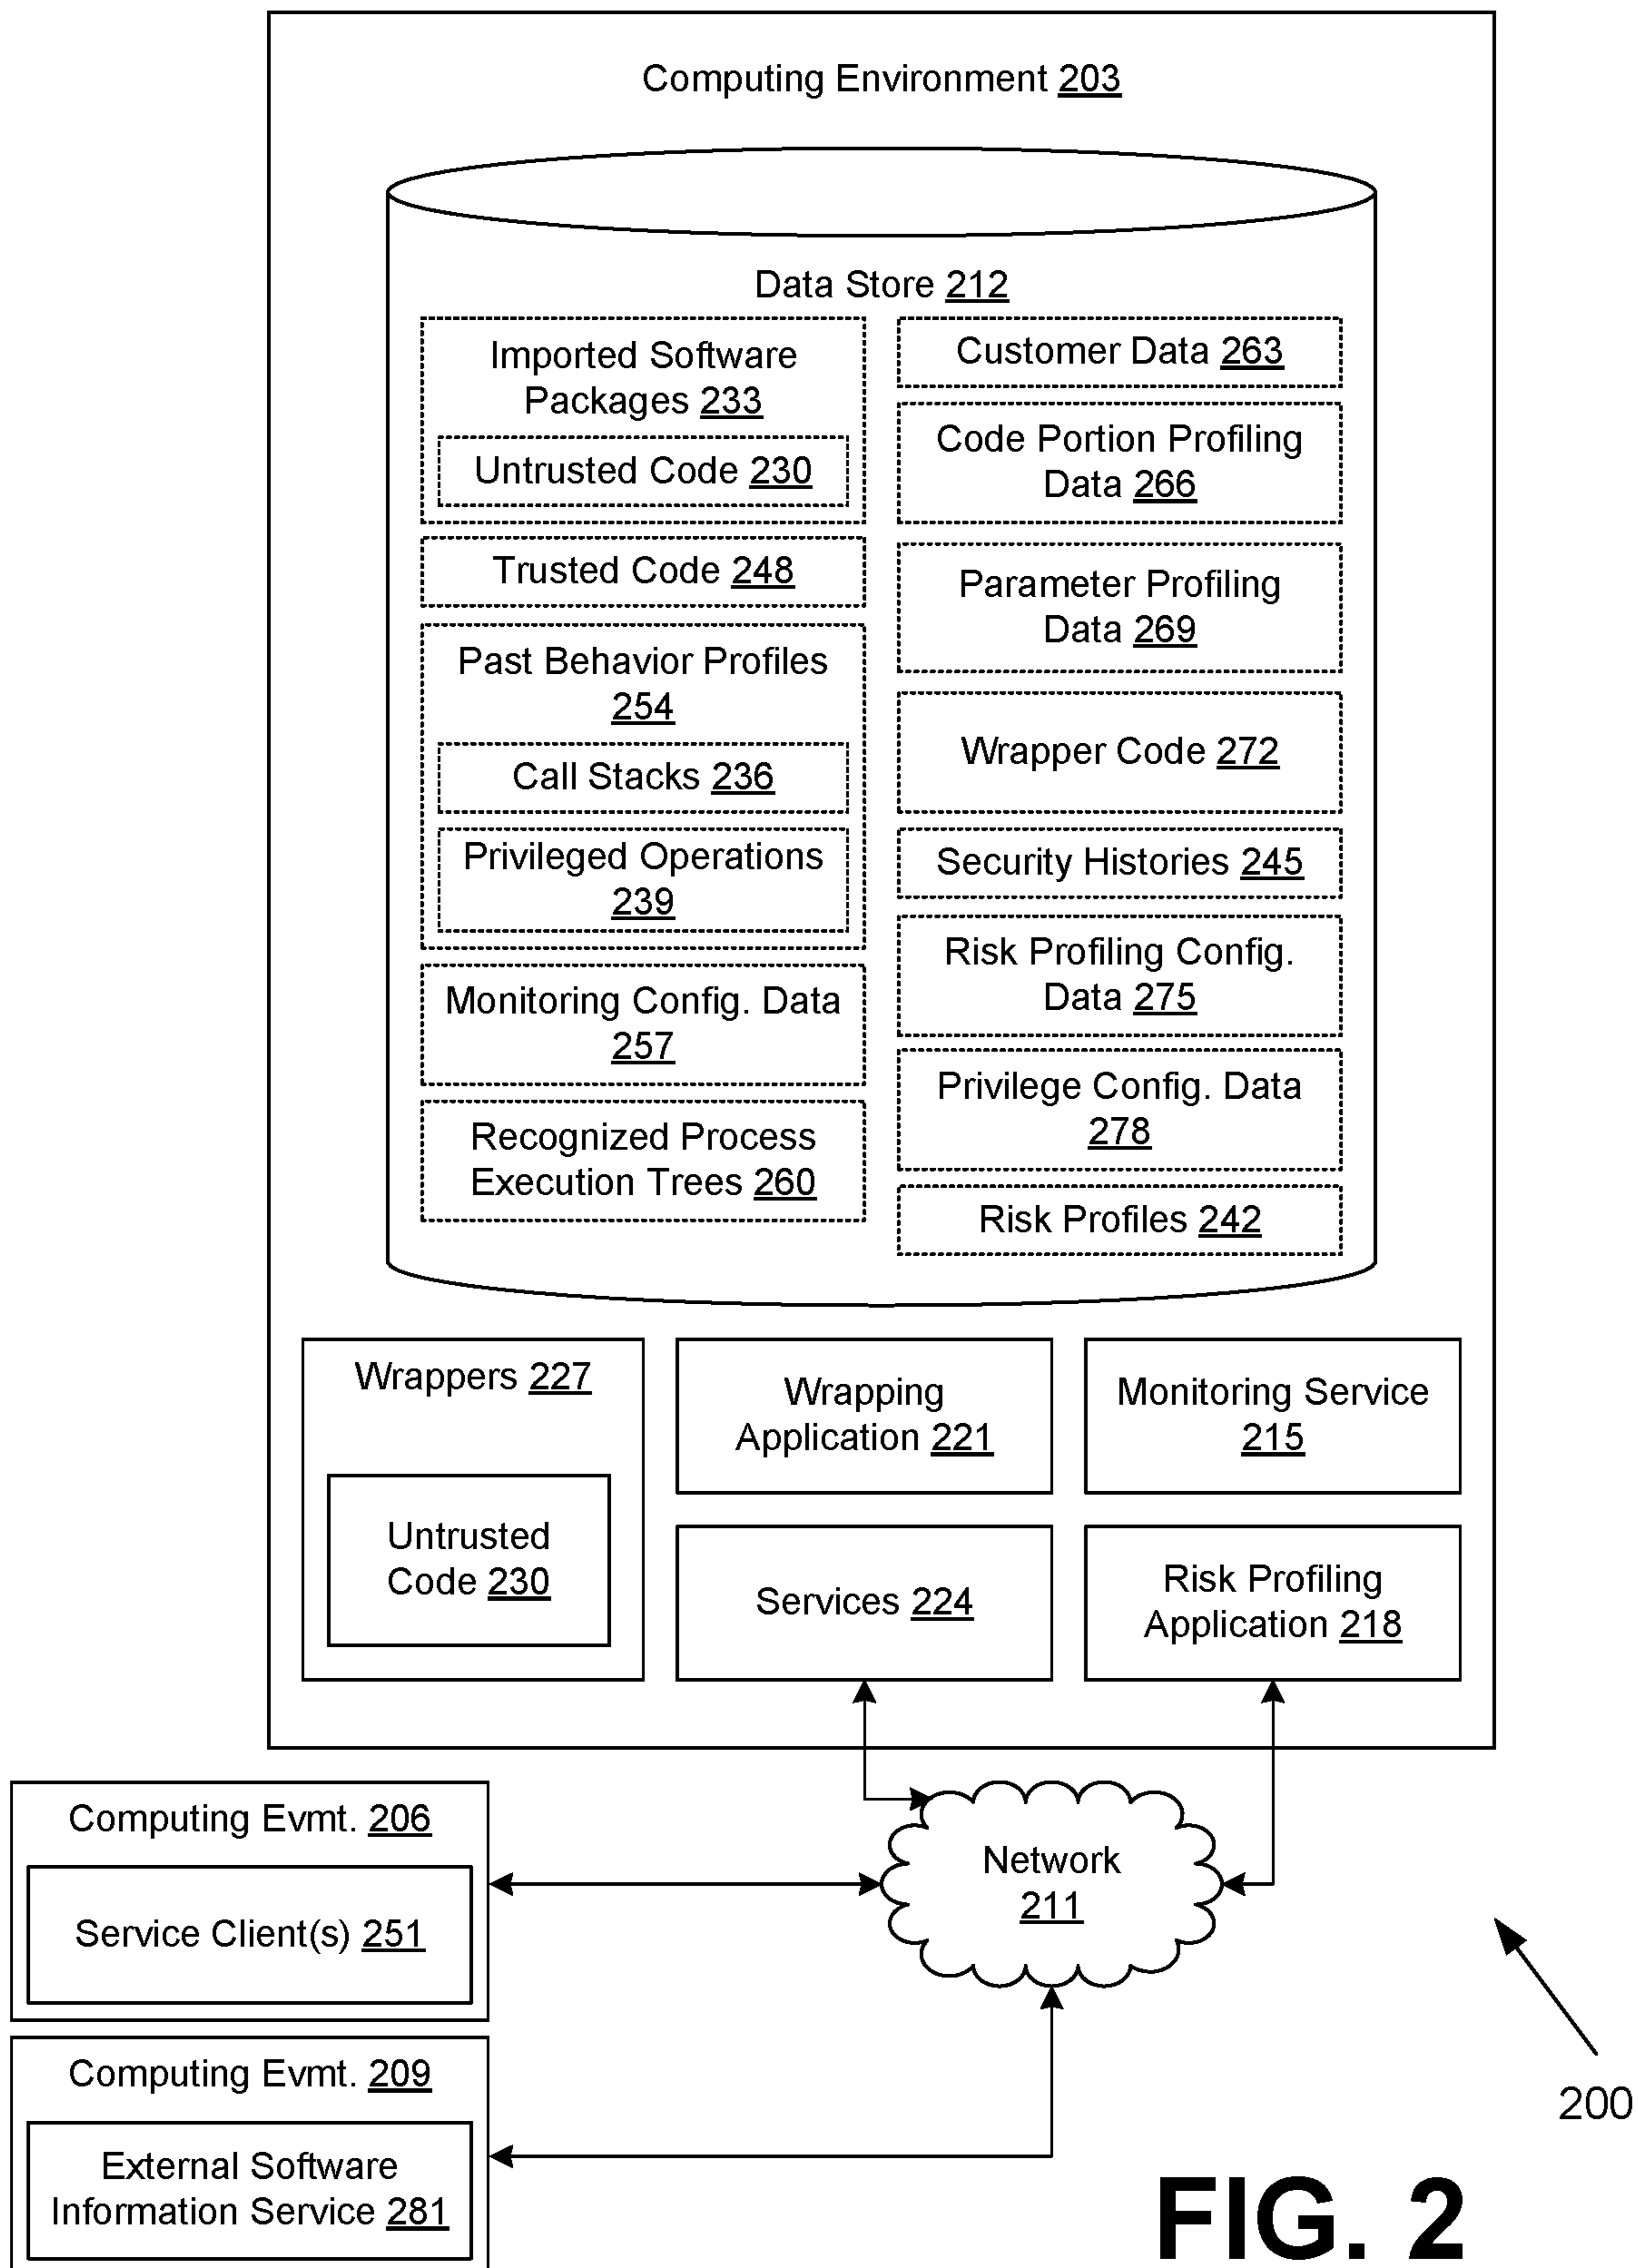 Computing Environment 203
Data Store 212
Imported Software
Packages 233
Untrusted Code 230
Trusted Code 248
Past Behavior Profiles
254
Call Stacks 236
Privileged Operations
239
Monitoring Config. Data
257
Recognized Process
Execution Trees 260
Customer Data 263
Code Portion Profiling
Data 266
Parameter Profiling
Data 269
Wrapper Code 272
Security Histories 245
Risk Profiling Config.
Data 275
Privilege Config. Data
278
Risk Profiles 242
Wrappers 227
Untrusted
Code 230
Wrapping
Application 221
Monitoring Service
215
Services 224
Risk Profiling
Application 218
Computing Evmt. 206
Service Client(s) 251
Network
211
Computing Evmt. 209
External Software
Information Service 281
200
FIG. 2